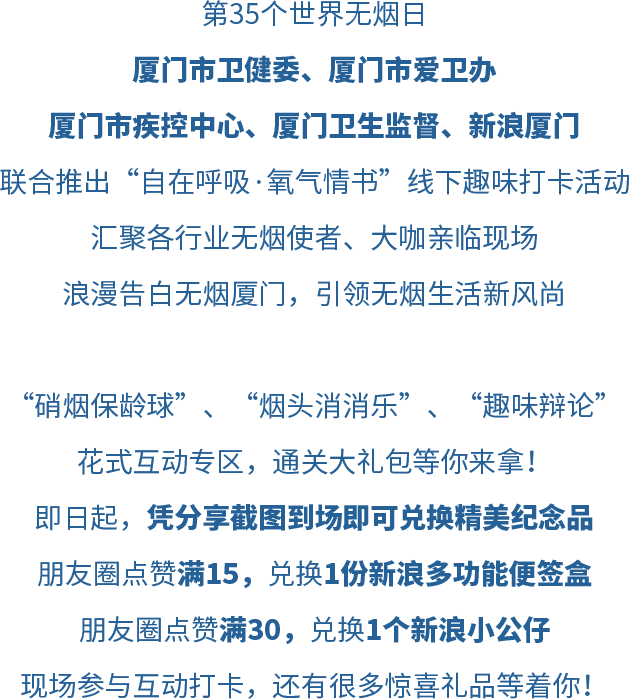 第35个世界无烟日
厦门市卫健委、厦门市爱卫办
厦门市疾控中心、厦门卫生监督、新浪厦门
联合推出“自在呼吸·氧气情书”线下趣味打卡活动
汇聚各行业无烟使者、大咖亲临现场
浪漫告白无烟厦门，引领无烟生活新风尚
“硝烟保龄球”、“烟头消消乐”、“趣味辩论”
花式互动专区，通关大礼包等你来拿！
即日起，凭分享截图到场即可兑换精美纪念品
朋友圈点赞满15，兑换1份新浪多功能便签盒
朋友圈点赞满30，兑换1个新浪小公仔
现场参与互动打卡，还有很多惊喜礼品等着你！